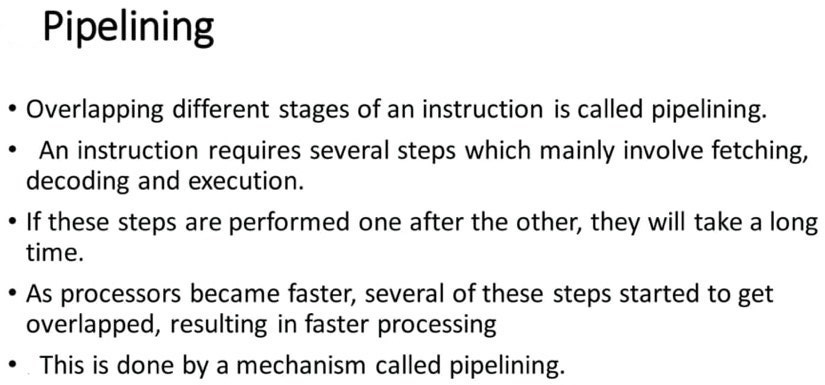 Pipelining
• Overlapping different stages of an instruction is called pipelining.
• An instruction requires several steps which mainly involve fetching,
decoding and execution.
• If these steps are performed one after the other, they will take a long
time.
• As processors became faster, several of these steps started to get
overlapped, resulting in faster processing
• This is done by a mechanism called pipelining.